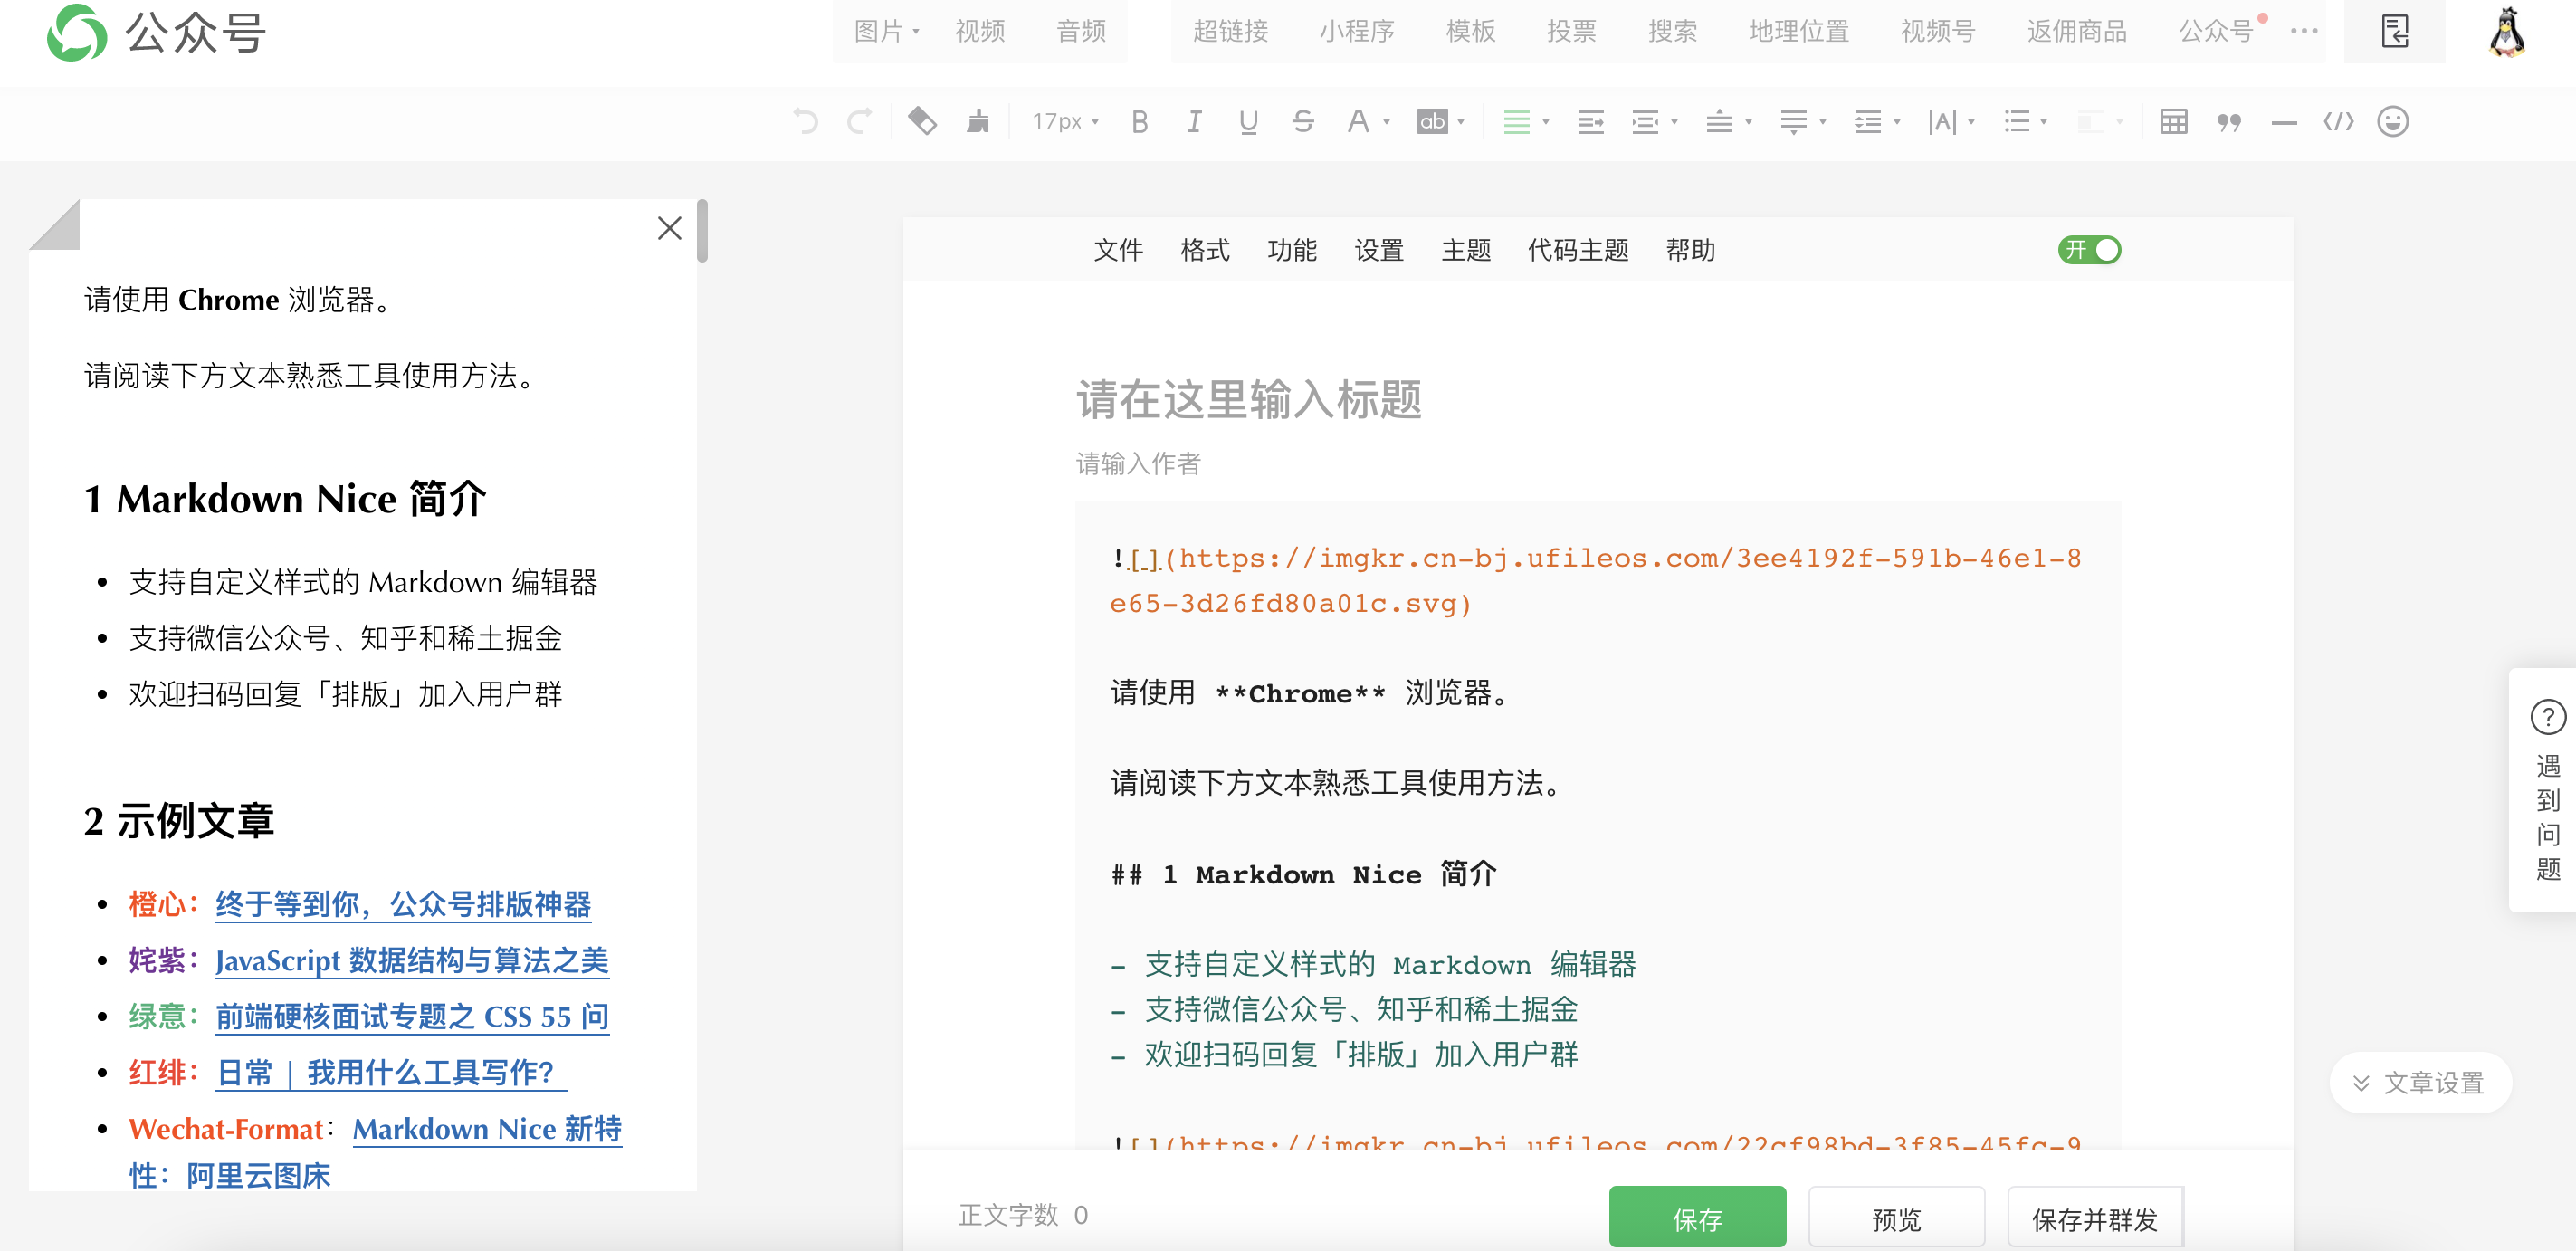 公众号
图片 视频 音频 超链接 小程序 模板 投票 搜索 地理位置 视频号 返佣商品 公众号
17px B I U S A ab A
请使用 Chrome 浏览器。
请阅读下方文本熟悉工具使用方法。
1 Markdown Nice 简介
支持自定义样式的 Markdown 编辑器
支持微信公众号、知乎和稀土掘金
欢迎扫码回复「排版」加入用户群
2 示例文章
橙心：终于等到你，公众号排版神器
姹紫：JavaScript 数据结构与算法之美
绿意：前端硬核面试专题之 CSS 55 问
红绯：日常 | 我用什么工具写作？
Wechat-Format：Markdown Nice 新特
性：阿里云图床
文件 格式 功能 设置 主题 代码主题 帮助 开
请在这里输入标题
请输入作者
![](https://imgkr.cn-bj.ufileos.com/3ee4192f-591b-46e1-8
e65-3d26fd80a01c.svg)
请使用 **Chrome** 浏览器。
请阅读下方文本熟悉工具使用方法。
## 1 Markdown Nice 简介
- 支持自定义样式的 Markdown 编辑器
- 支持微信公众号、知乎和稀土掘金
- 欢迎扫码回复「排版」加入用户群
![](https://imgkr.cn-bj.ufileos.com/22cf98bd-3f85-45fc-9
正文字数 0
保存 预览 保存并群发
遇到问题
文章设置